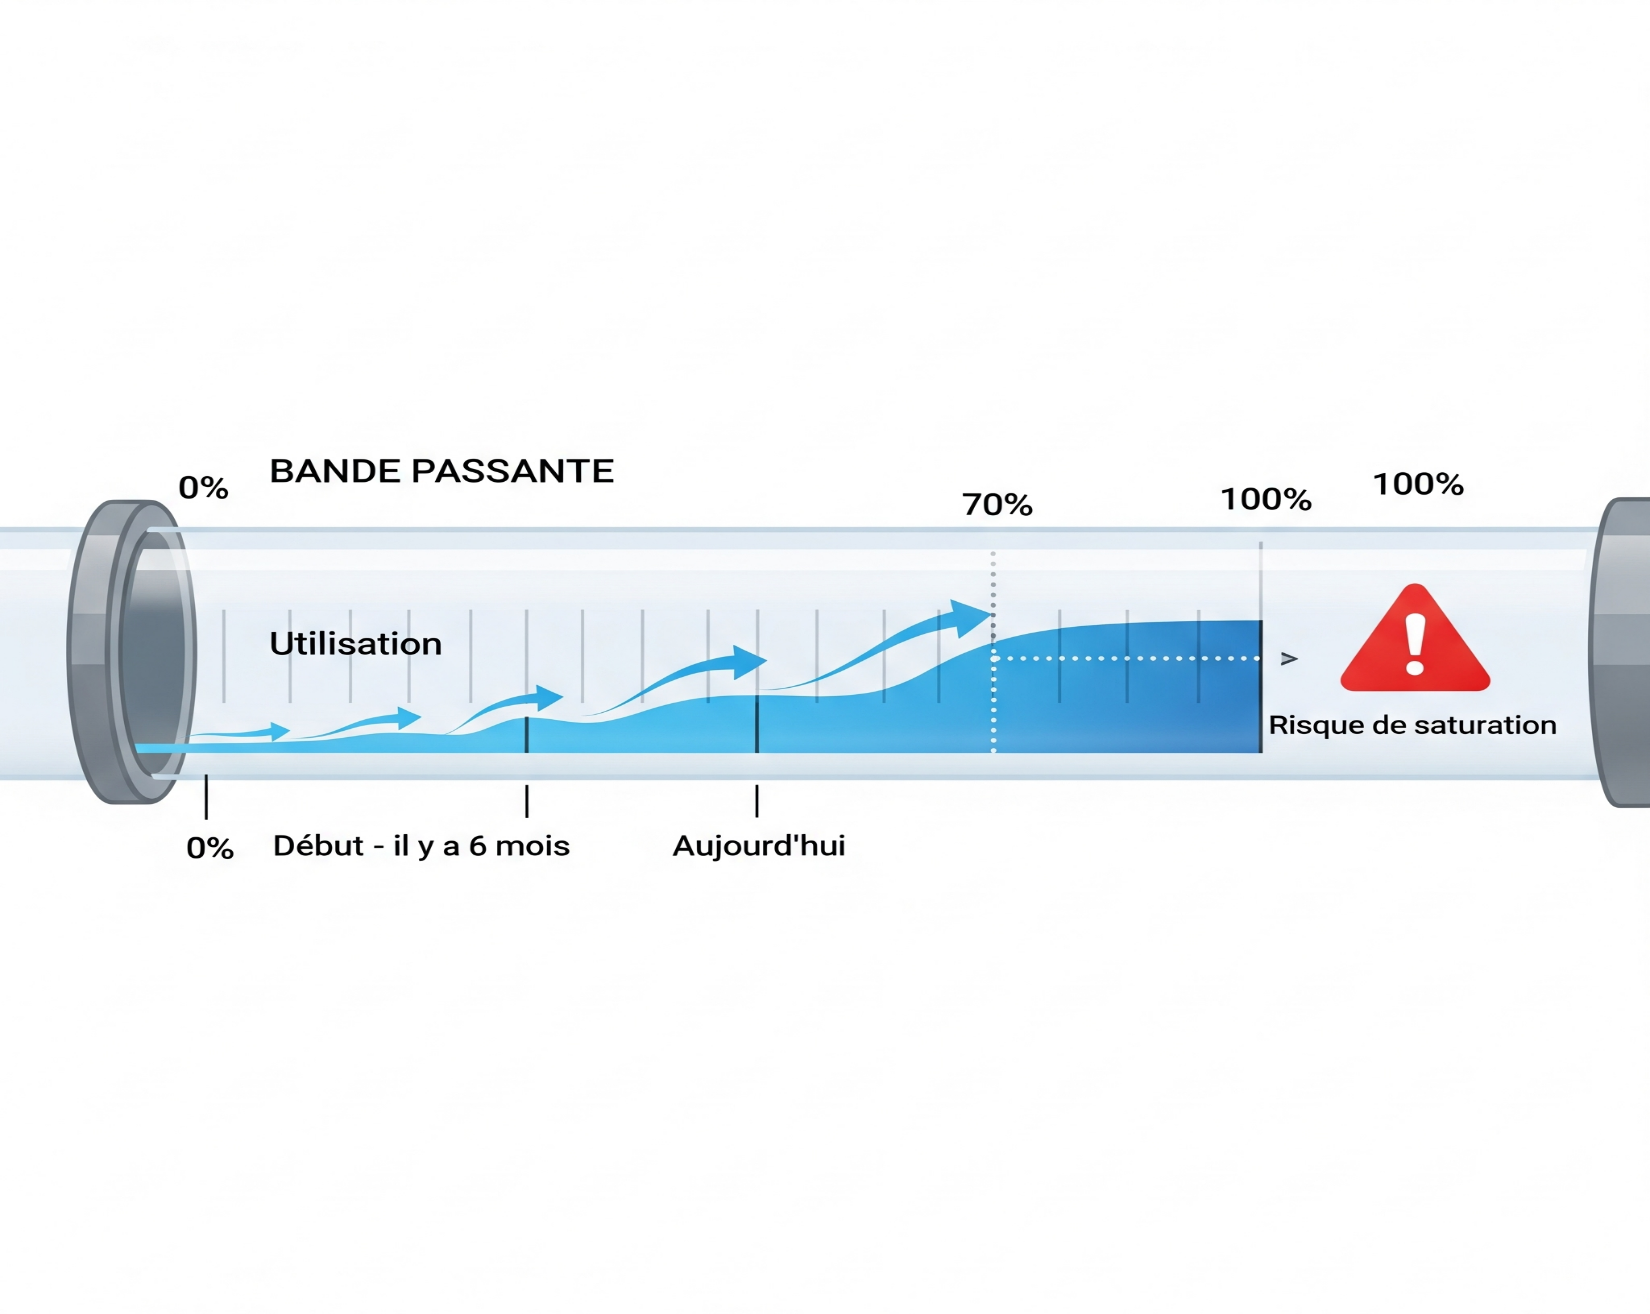 0%
BANDE PASSANTE
70%
100%
100%
Utilisation
>
Risque de saturation
0%
Début - il y a 6 mois
Aujourd'hui